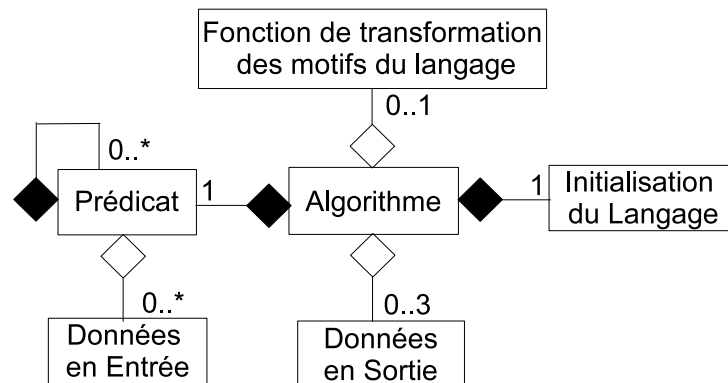 Fonction de transformation
des motifs du langage
0..1
0..*
Prédicat
1
Algorithme
1
Initialisation
du Langage
0..*
0..3
Données
en Entrée
Données
en Sortie